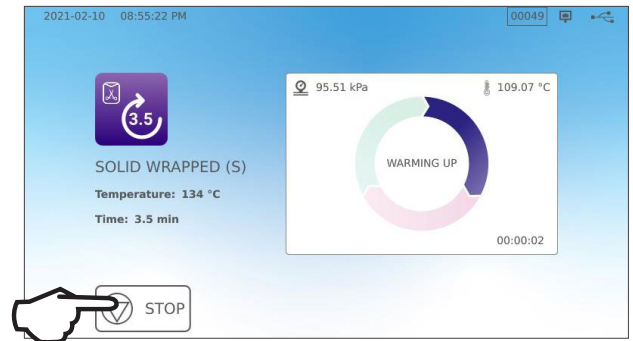 2021-02-10 08:55:22 PM 00049
95.51 kPa 109.07 °C
3.5
SOLID WRAPPED (S)
Temperature: 134 °C
Time: 3.5 min
WARMING UP
00:00:02
STOP